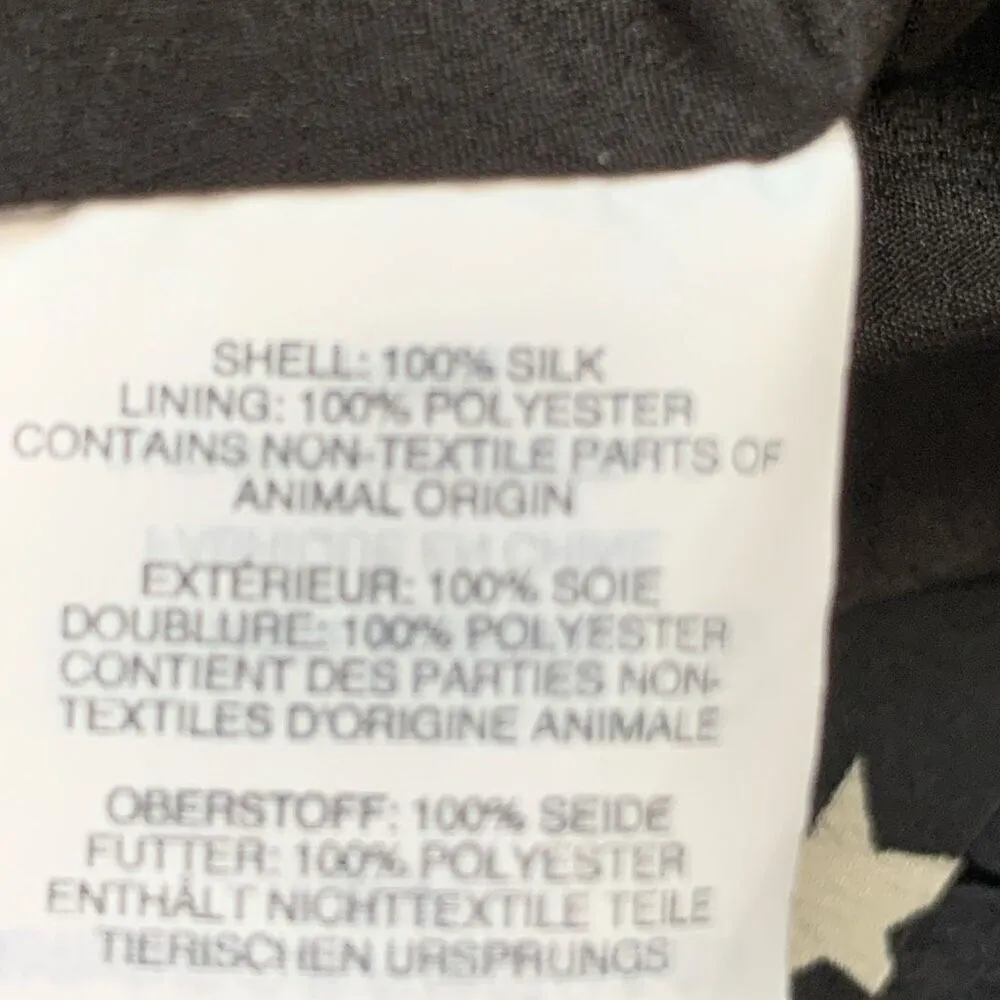 SHELL: 100% SILK
LINING: 100% POLYESTER
CONTAINS NON-TEXTILE PARTS OF
ANIMAL ORIGIN
EXTÉRIEUR: 100% SOIE
DOUBLURE: 100% POLYESTER
CONTIENT DES PARTIES NON-
TEXTILES D'ORIGINE ANIMALE
OBERSTOFF: 100% SEIDE
FUTTER: 100% POLYESTER
ENTHÄLT NICHTTEXTILE TEILE
TIERISCHEN URSPRUNGS